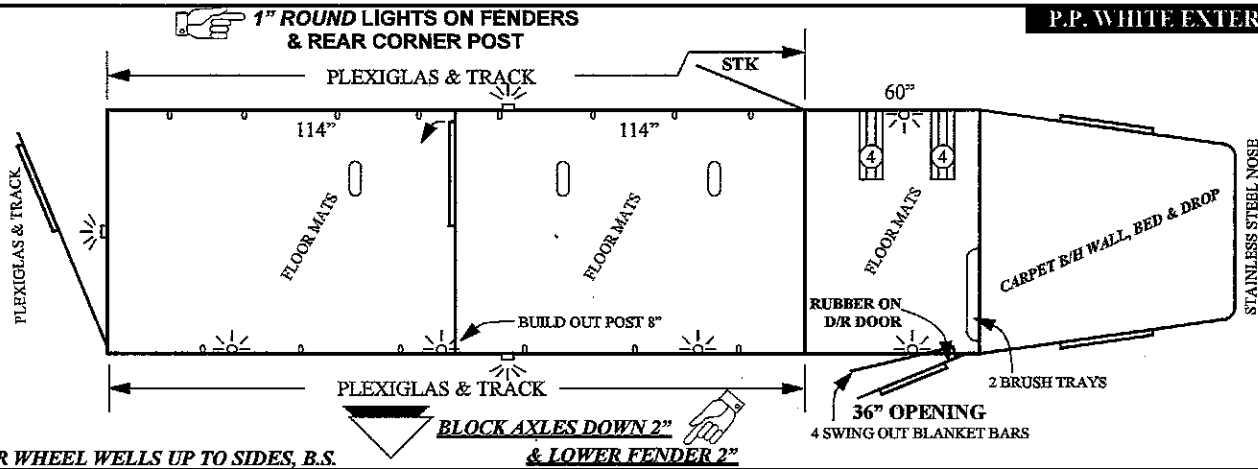 1" ROUND LIGHTS ON FENDERS
& REAR CORNER POST
P.P. WHITE EXTER
PLEXIGLAS & TRACK
STK
60"
114"
114"
4
4
PLEXIGLAS & TRACK
FLOOR MATS
FLOOR MATS
FLOOR MATS
CARPET B/H WALL, BED & DROP
STAINLESS STEEL NOSE
RUBBER ON
D/R DOOR
BUILD OUT POST 8"
PLEXIGLAS & TRACK
2 BRUSH TRAYS
36" OPENING
4 SWING OUT BLANKET BARS
BLOCK AXLES DOWN 2"
& LOWER FENDER 2"
R WHEEL WELLS UP TO SIDES, B.S.